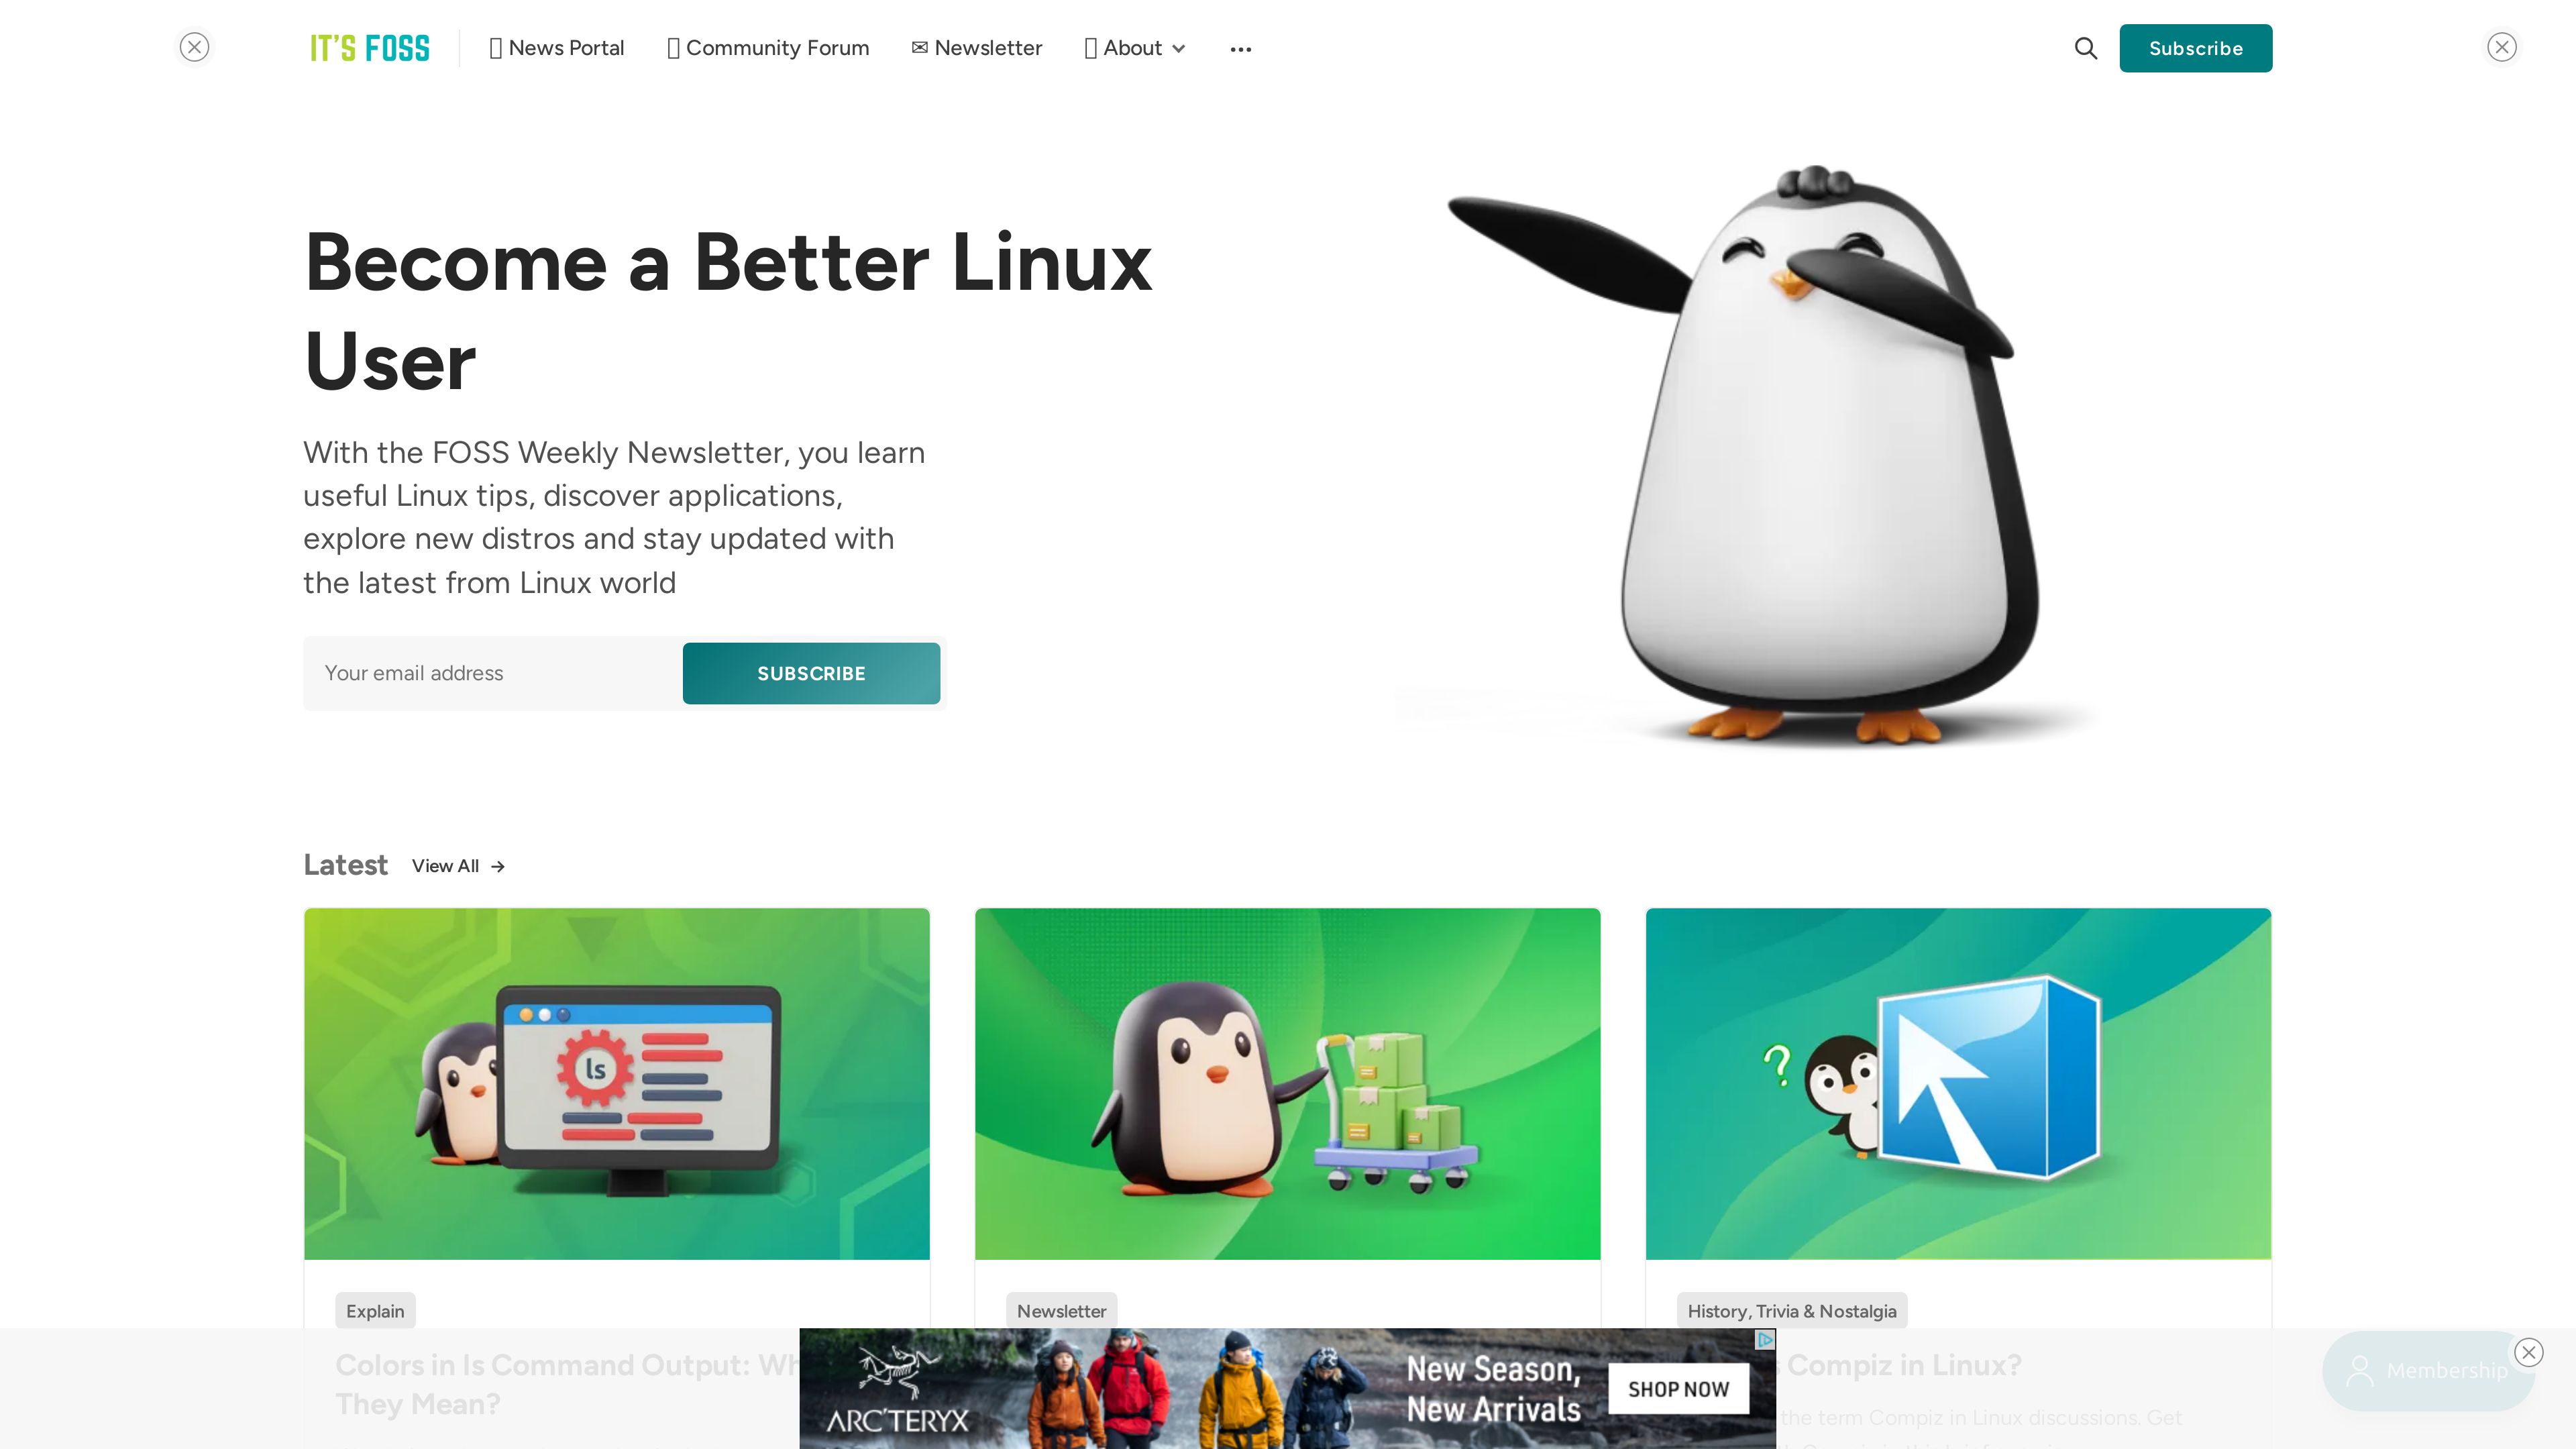 IT'S FOSS
News Portal
Community Forum
Newsletter
About
Subscribe
Become a Better Linux
User
With the FOSS Weekly Newsletter, you learn
useful Linux tips, discover applications,
explore new distros and stay updated with
the latest from Linux world
Your email address
SUBSCRIBE
Latest
View All
ls
?
Explain
Newsletter
History, Trivia & Nostalgia
Colors in ls Command Output: Wh
They Mean?
Compiz in Linux?
the term Compiz in Linux discussions. Get
ARC'TERYX
New Season,
New Arrivals
SHOP NOW
Membership